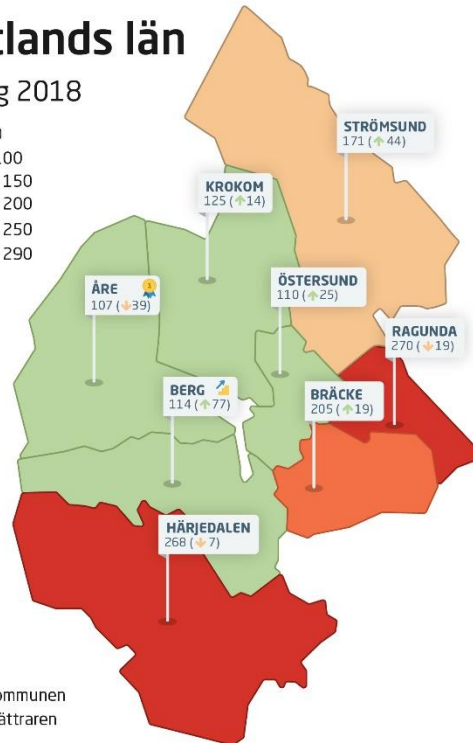 tlands län
g 2018
100
150
200
250
290
STRÖMSUND
171 (↑44)
KROKOM
125 (↑14)
ÖSTERSUND
110 (↑25)
ÅRE
107 (↓39)
RAGUNDA
270 (↓19)
BERG
114 (↑77)
BRÄCKE
205 (↑19)
HÄRJEDALEN
268 (↓7)
ommunen
ättraren